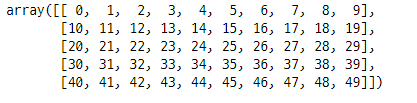 array([[ 0,  1,  2,  3,  4,  5,  6,  7,  8,  9],
       [10, 11, 12, 13, 14, 15, 16, 17, 18, 19],
       [20, 21, 22, 23, 24, 25, 26, 27, 28, 29],
       [30, 31, 32, 33, 34, 35, 36, 37, 38, 39],
       [40, 41, 42, 43, 44, 45, 46, 47, 48, 49]])